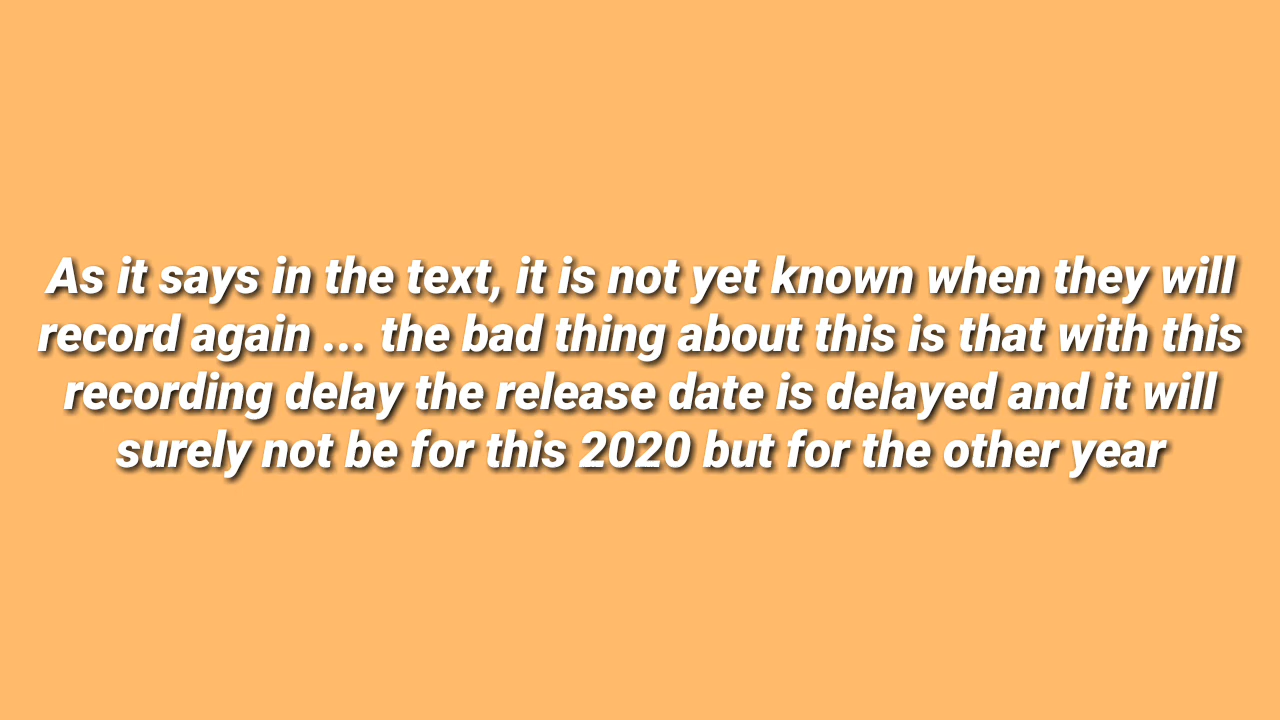 As it says in the text, it is not yet known when they will
record again ... the bad thing about this is that with this
recording delay the release date is delayed and it will
surely not be for this 2020 but for the other year